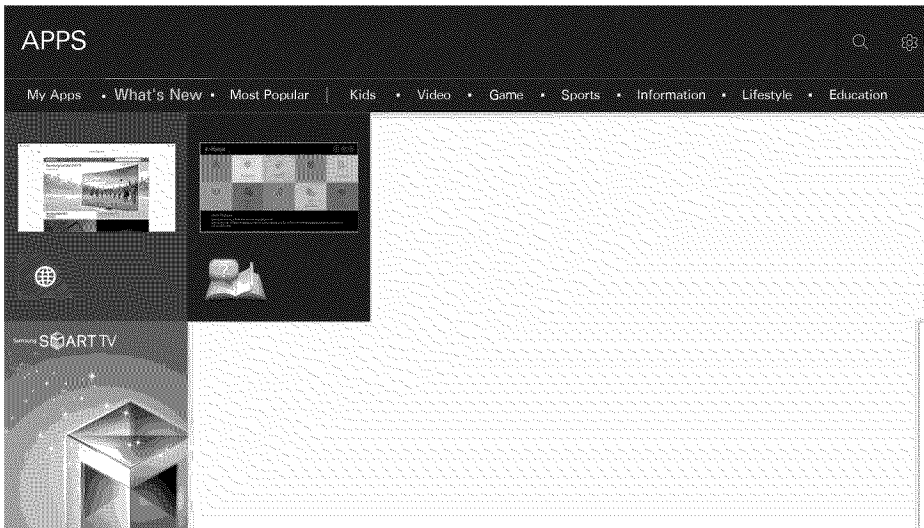 APPS
My Apps • What's New • Most Popular | Kids • Video • Game • Sports • Information • Lifestyle • Education
?
Samsung SMART TV